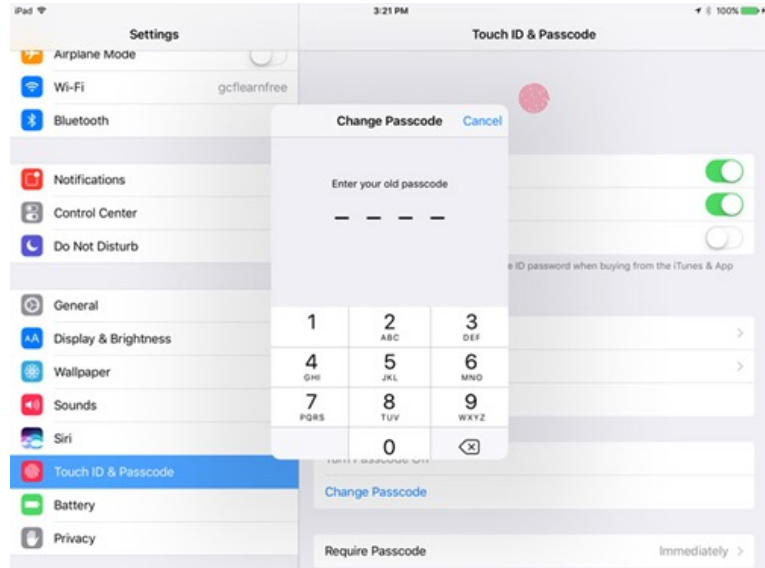 iPad 3:21 PM 100%
Settings
Touch ID & Passcode
Airplane Mode
Wi-Fi gcflearnfree
Bluetooth
Notifications
Control Center
Do Not Disturb
General
Display & Brightness
Wallpaper
Sounds
Siri
Touch ID & Passcode
Battery
Privacy
Change Passcode Cancel
Enter your old passcode
1 2 3
ABC DEF
4 5 6
GHI JKL MNO
7 8 9
PQRS TUV WXYZ
0
ID password when buying from the iTunes & App
Change Passcode
Require Passcode Immediately